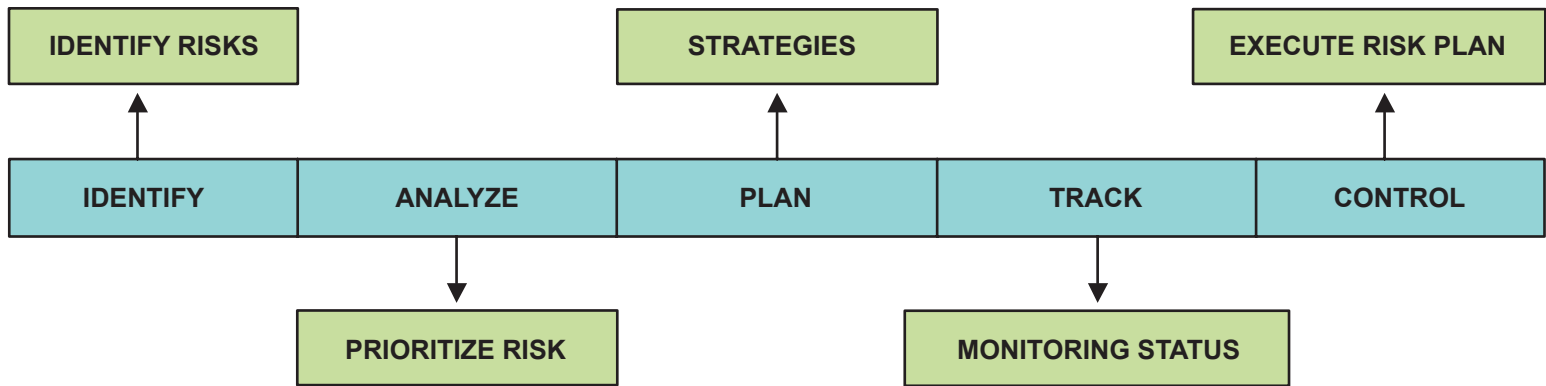 IDENTIFY RISKS
STRATEGIES
EXECUTE RISK PLAN
IDENTIFY
ANALYZE
PLAN
TRACK
CONTROL
PRIORITIZE RISK
MONITORING STATUS